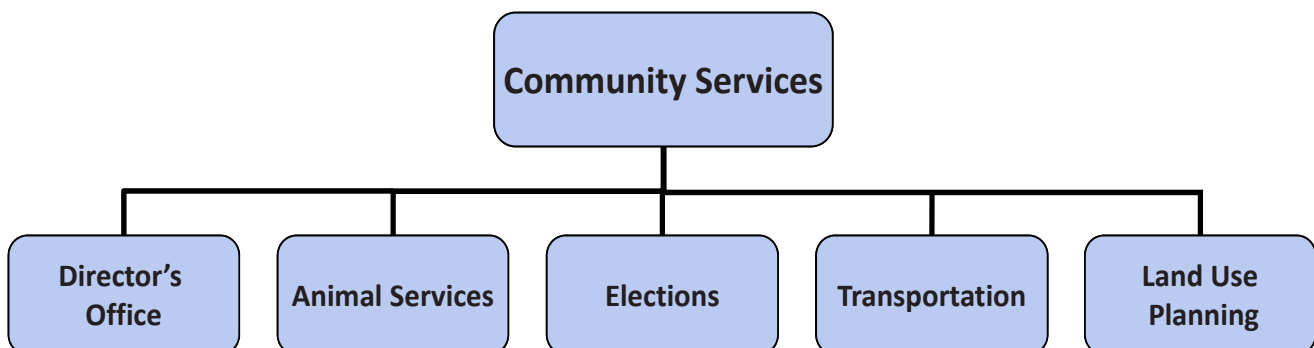 Community Services
Director’s
Office
Animal Services
Elections
Transportation
Land Use
Planning